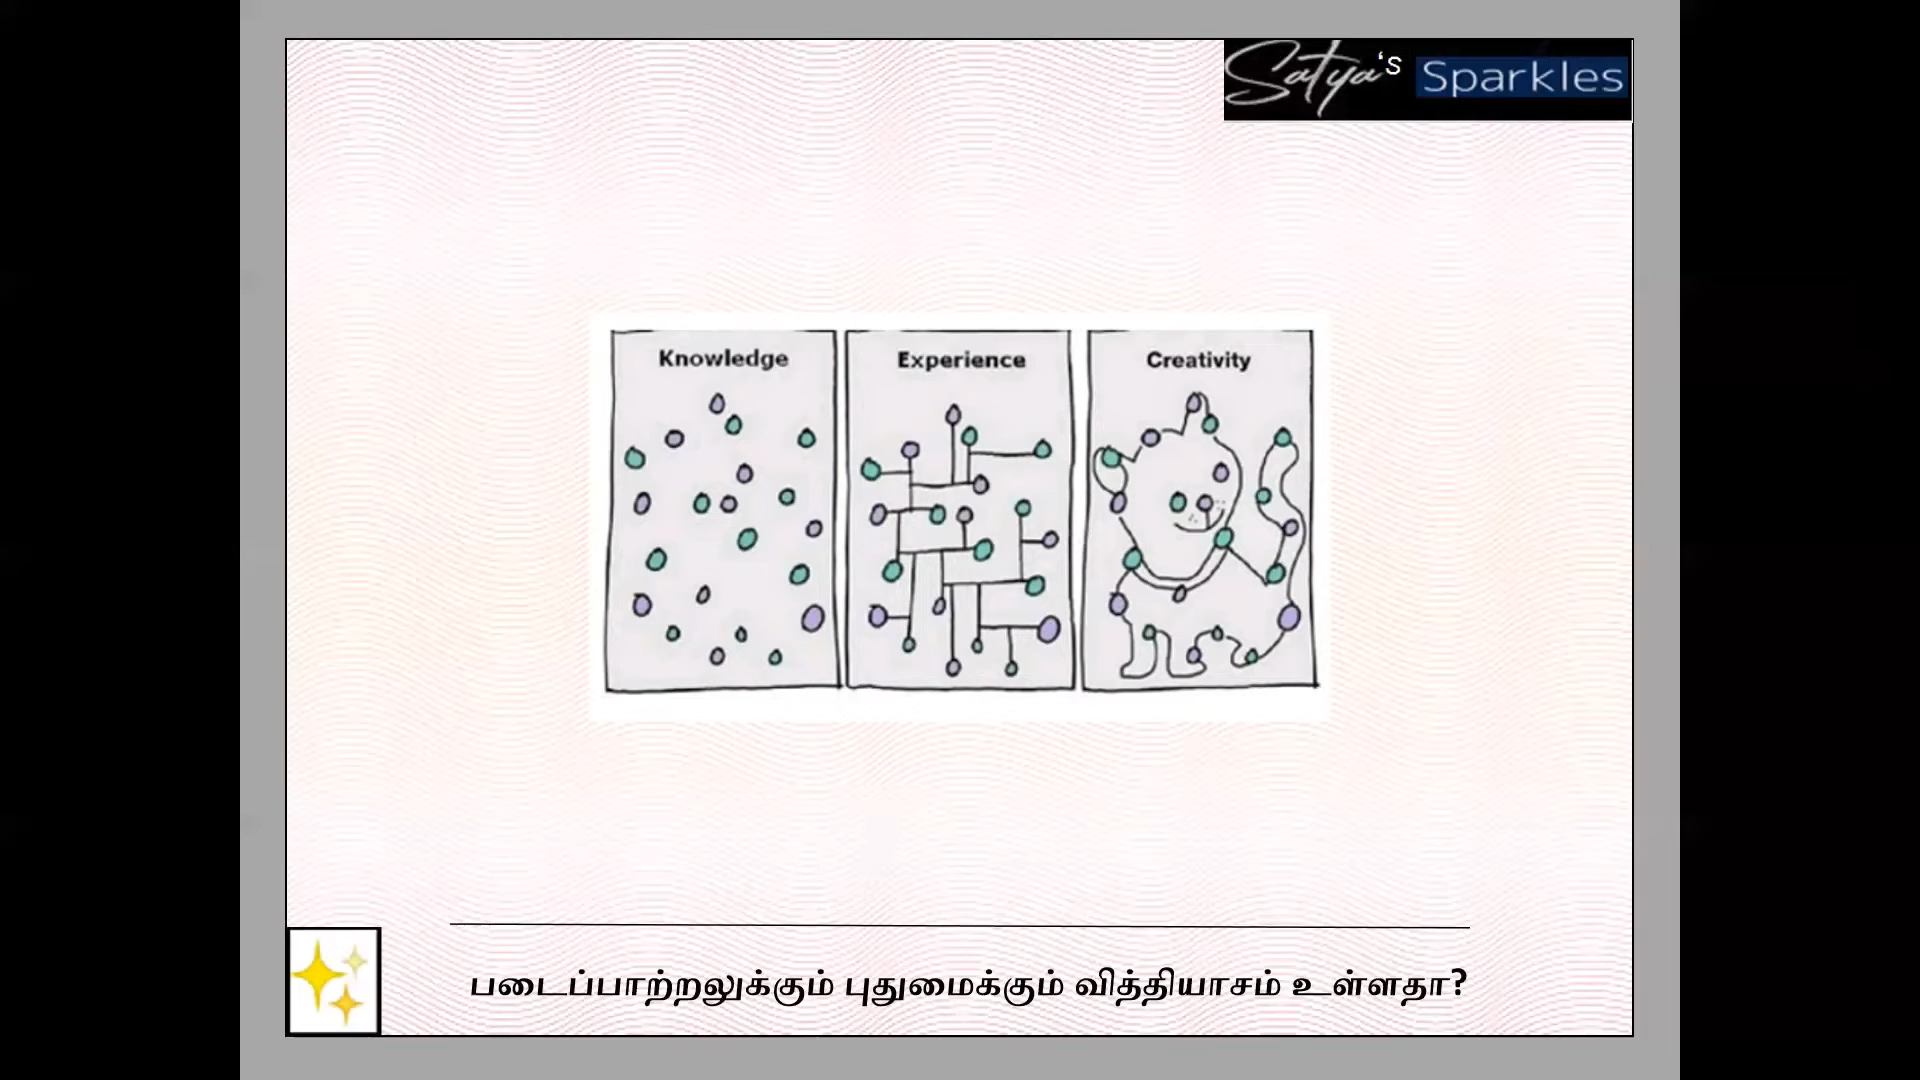 Satya's Sparkles
Knowledge
Experience
Creativity
படைப்பாற்றலுக்கும் புதுமைக்கும் வித்தியாசம் உள்ளதா?